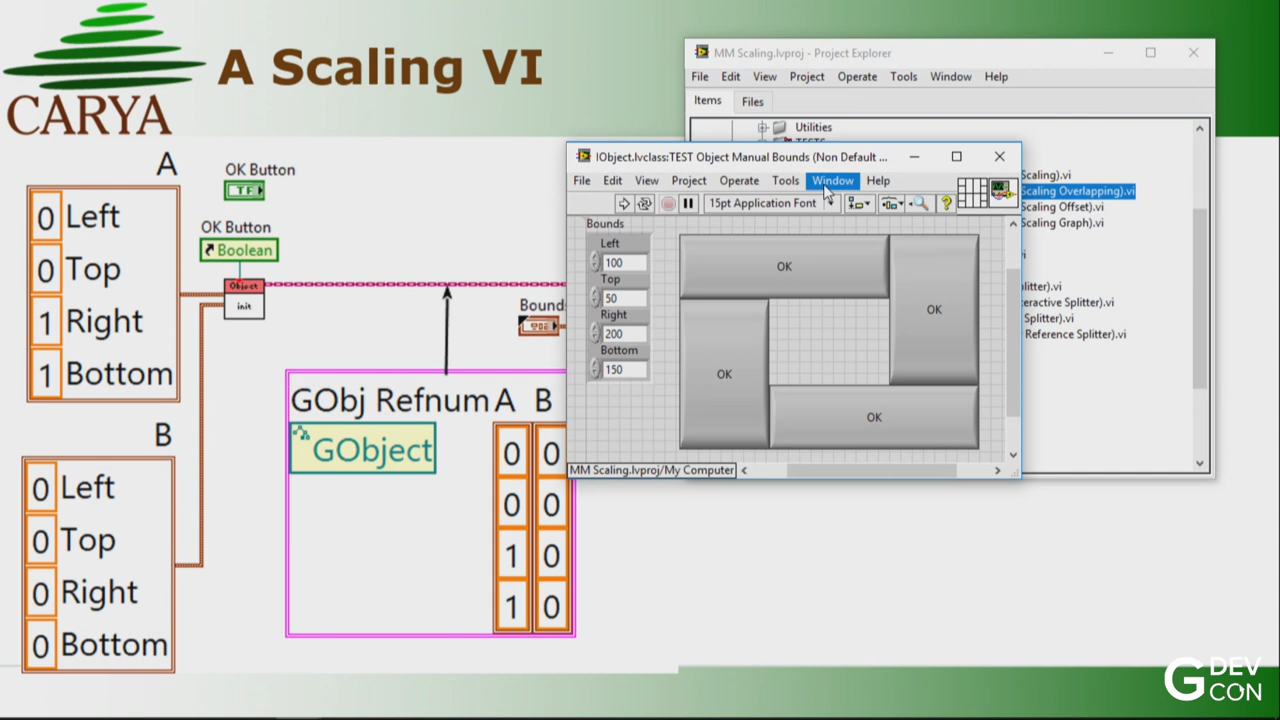 A Scaling VI
CARYA
A
0 Left
0 Top
1 Right
1 Bottom
B
0 Left
0 Top
0 Right
0 Bottom
OK Button
TF
OK Button
Boolean
Object
init
Bounds
GObj Refnum A B
GObject
0 0
0 0
1 0
1 0
MM Scaling.lvproj - Project Explorer
File Edit View Project Operate Tools Window Help
Items Files
Utilities
TESTS
Scaling).vi
Scaling Overlapping).vi
Scaling Offset).vi
Scaling Graph).vi
plitter).vi
teractive Splitter).vi
Splitter).vi
Reference Splitter).vi
IObject.lvclass:TEST Object Manual Bounds (Non Default ...
File Edit View Project Operate Tools Window Help
15pt Application Font
Bounds
Left
100
Top
50
Right
200
Bottom
150
OK
OK
OK
OK
MM Scaling.lvproj/My Computer
G DEV
CON